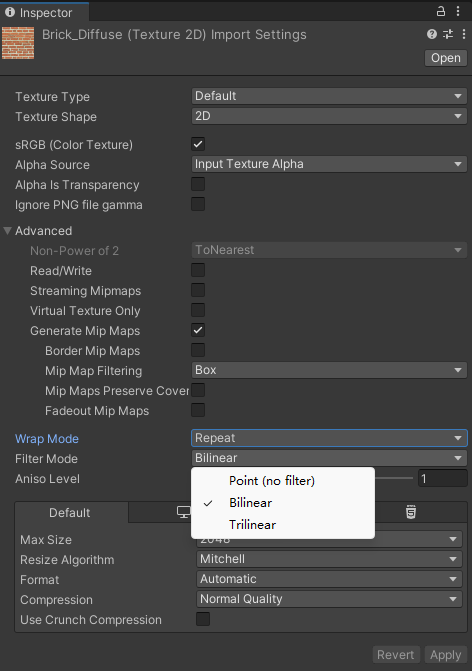 Inspector
Brick_Diffuse (Texture 2D) Import Settings
Open
Texture Type Default
Texture Shape 2D
sRGB (Color Texture)
Alpha Source Input Texture Alpha
Alpha Is Transparency
Ignore PNG file gamma
Advanced
Non-Power of 2 ToNearest
Read/Write
Streaming Mipmaps
Virtual Texture Only
Generate Mip Maps
Border Mip Maps
Mip Map Filtering Box
Mip Maps Preserve Cover
Fadeout Mip Maps
Wrap Mode Repeat
Filter Mode Bilinear
Aniso Level 1
Point (no filter)
Bilinear
Trilinear
Default
Max Size 2048
Resize Algorithm Mitchell
Format Automatic
Compression Normal Quality
Use Crunch Compression
Revert Apply